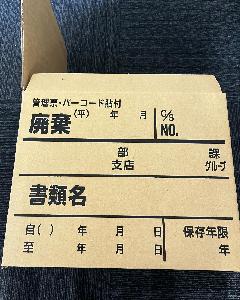 管理票・バーコード貼付
廃棄 (平) 年 月 C/S NO.
部 課
支店 グループ
書類名
自( ) 年 月 日 保存年限
至 年 月 日 年